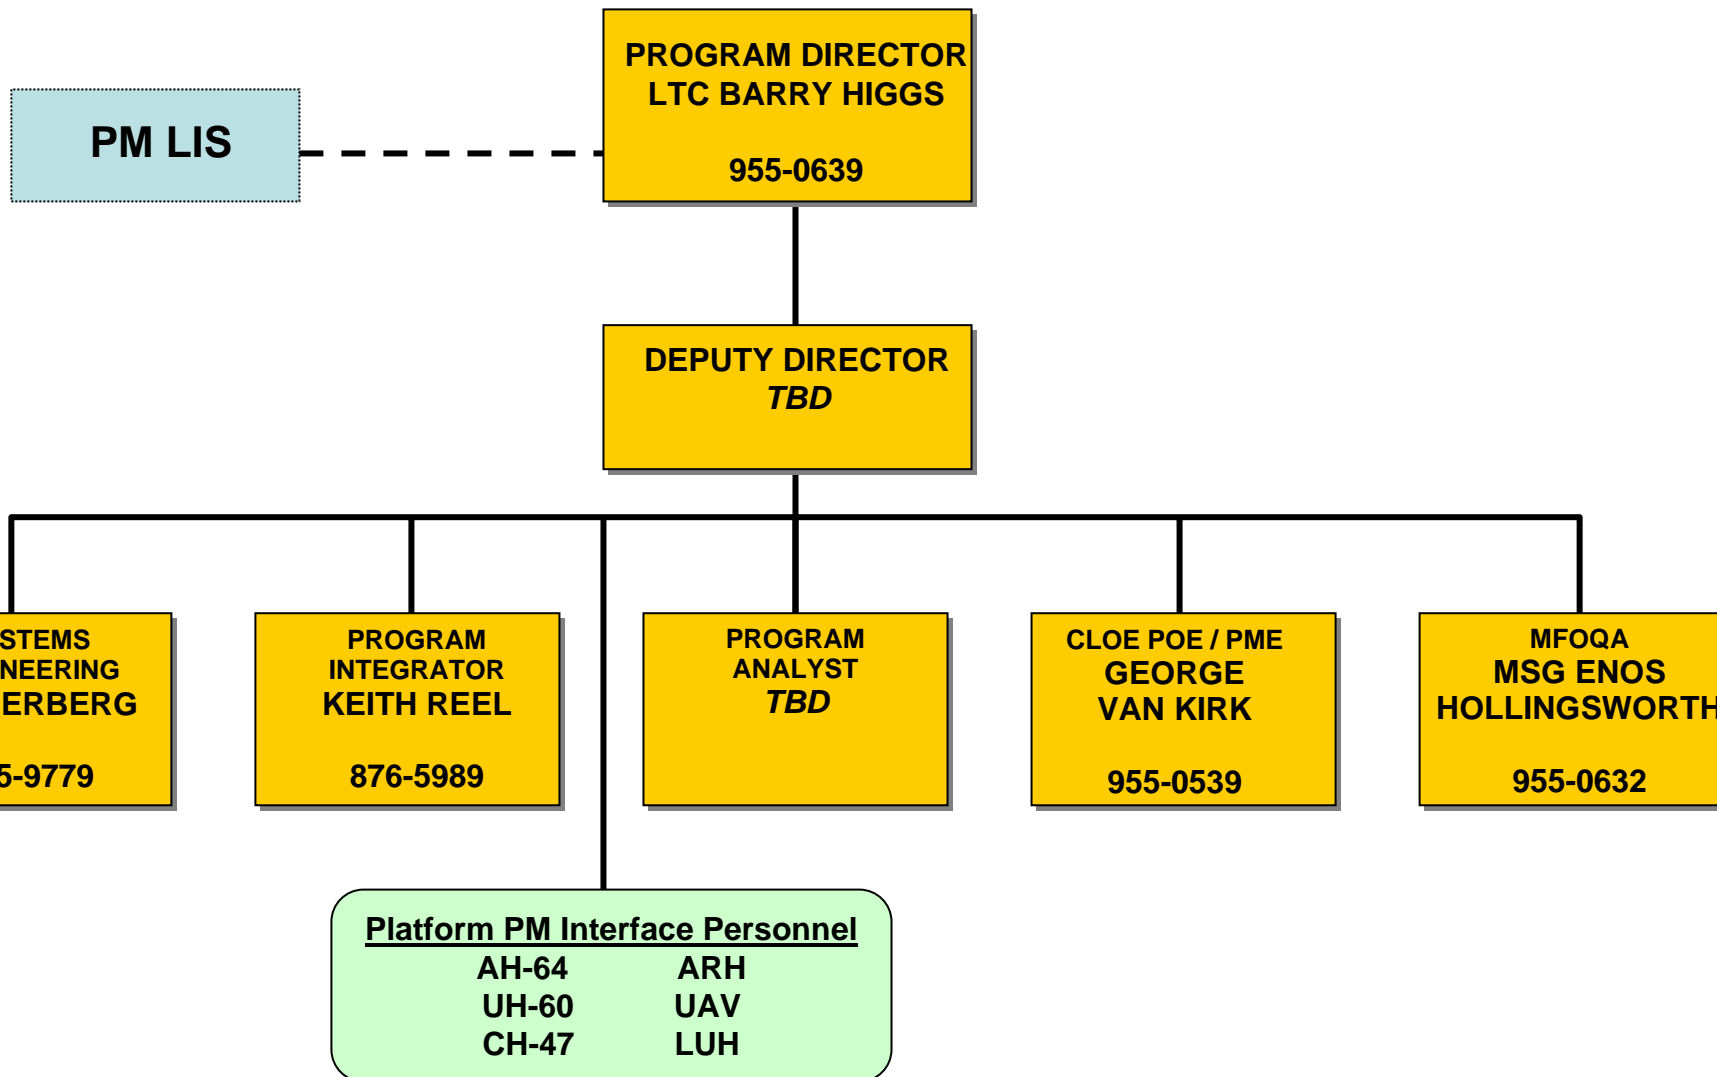 PROGRAM DIRECTOR
LTC BARRY HIGGS
955-0639
PM LIS
DEPUTY DIRECTOR
TBD
STEMS
NEERING
ERBERG
5-9779
PROGRAM
INTEGRATOR
KEITH REEL
876-5989
PROGRAM
ANALYST
TBD
CLOE POE / PME
GEORGE
VAN KIRK
955-0539
MFOQA
MSG ENOS
HOLLINGSWORTH
955-0632
Platform PM Interface Personnel
AH-64 ARH
UH-60 UAV
CH-47 LUH